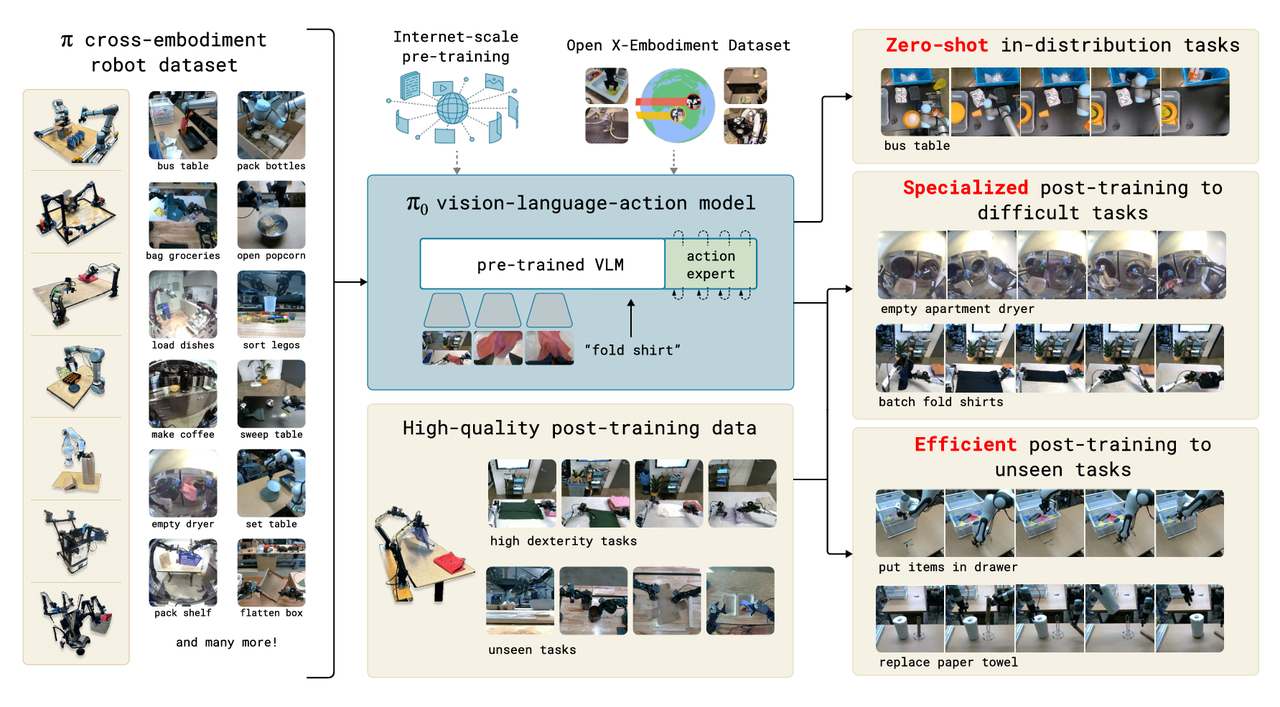 π cross-embodiment
robot dataset
bus table
pack bottles
bag groceries
open popcorn
load dishes
sort legos
make coffee
sweep table
empty dryer
set table
pack shelf
flatten box
and many more!
Internet-scale
pre-training
Open X-Embodiment Dataset
π₀ vision-language-action model
pre-trained VLM
action
expert
“fold shirt”
High-quality post-training data
high dexterity tasks
unseen tasks
Zero-shot in-distribution tasks
bus table
Specialized post-training to
difficult tasks
empty apartment dryer
batch fold shirts
Efficient post-training to
unseen tasks
put items in drawer
replace paper towel